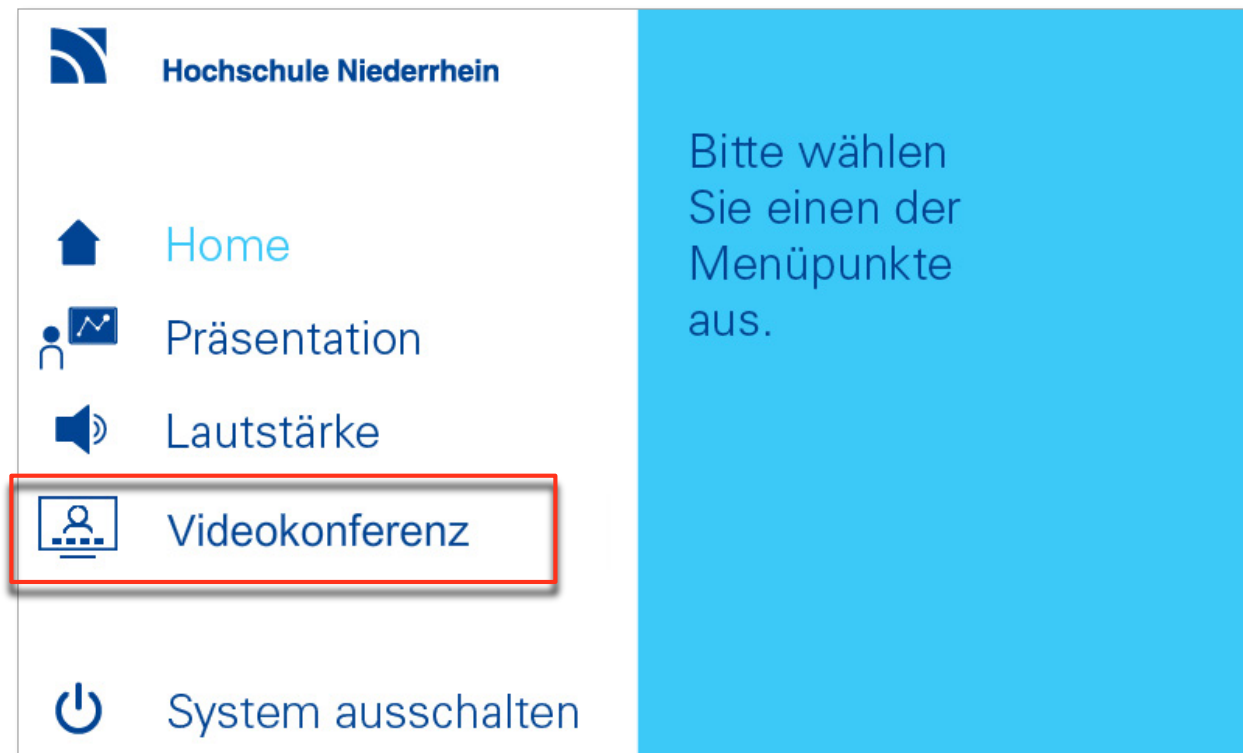 Hochschule Niederrhein
Home
Präsentation
Lautstärke
Videokonferenz
System ausschalten
Bitte wählen
Sie einen der
Menüpunkte
aus.